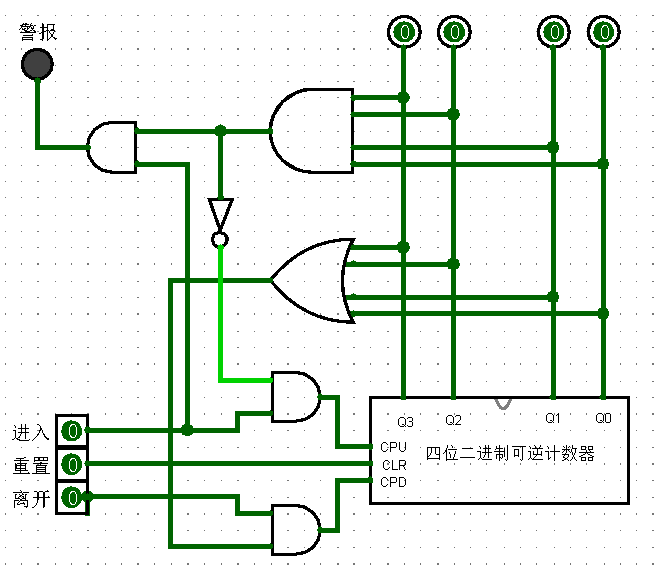 警报
0 0 0 0
Q3 Q2 Q1 Q0
进入 0
CPU 四位二进制可逆计数器
重置 0
CLR
离开 0
CPD